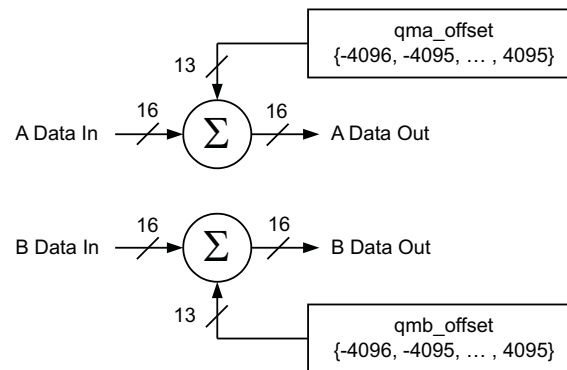 qma_offset
{-4096, -4095, … , 4095}
13
16
16
A Data In
Σ
A Data Out
16
16
B Data In
Σ
B Data Out
13
qmb_offset
{-4096, -4095, … , 4095}